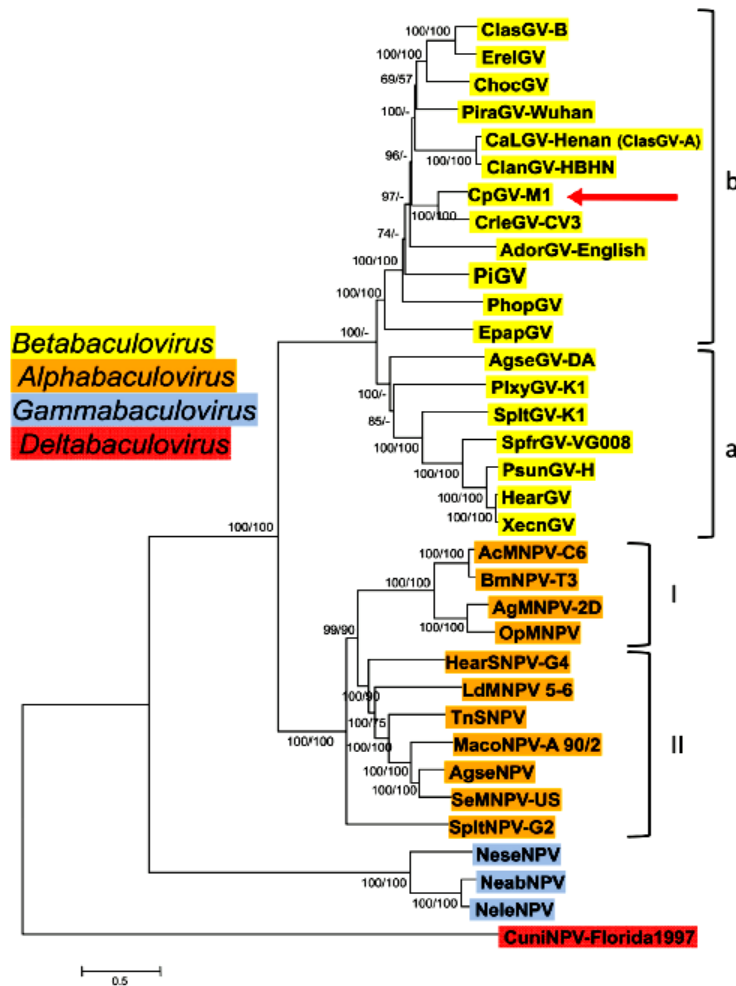 ClasGV-B
100/100
ErelGV
100/100
ChocGV
69/57
PiraGV-Wuhan
100/-
CaLGV-Henan (ClasGV-A)
100/100
ClanGV-HBHN
96/-
CpGV-M1
b
97/-
100/100
CrleGV-CV3
74/-
AdorGV-English
100/100
PiGV
100/100
PhopGV
100/-
EpapGV
Betabaculovirus
Alphabaculovirus
Gammabaculovirus
Deltabaculovirus
AgseGV-DA
100/-
PlxyGV-K1
85/-
SpltGV-K1
100/100
SpfrGV-VG008
a
PsunGV-H
100/100
HearGV
100/100
XecnGV
100/100
AcMNPV-C6
100/100
BmNPV-T3
100/100
I
AgMNPV-2D
100/100
OpMNPV
99/90
HearSNPV-G4
100/90
LdMNPV 5-6
100/75
TnSNPV
100/100
100/100
MacoNPV-A 90/2
II
100/100
AgseNPV
100/100
SeMNPV-US
SpltNPV-G2
NeseNPV
100/100
NeabNPV
100/100
NeleNPV
CuniNPV-Florida1997
0.5